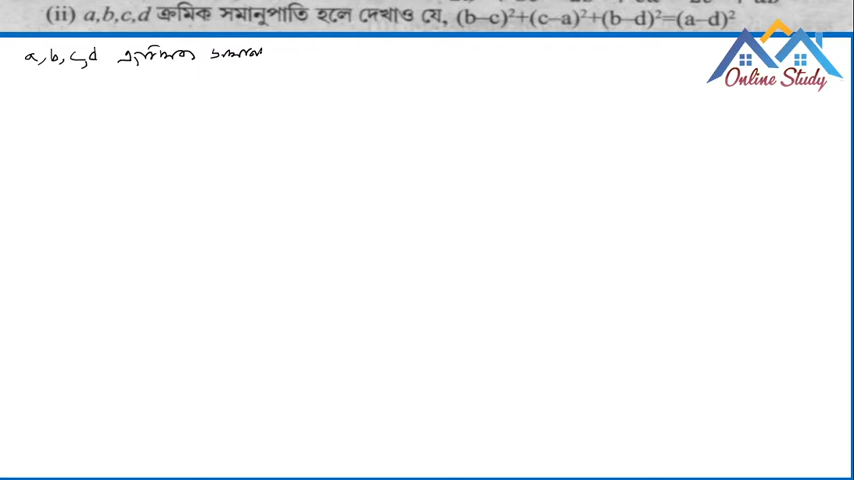 (ii) a,b,c,d ক্রমিক সমানুপাতি হলে দেখাও যে, (b–c)²+(c–a)²+(b–d)²=(a–d)²
a,b,c,d ক্রমিক
Online Study